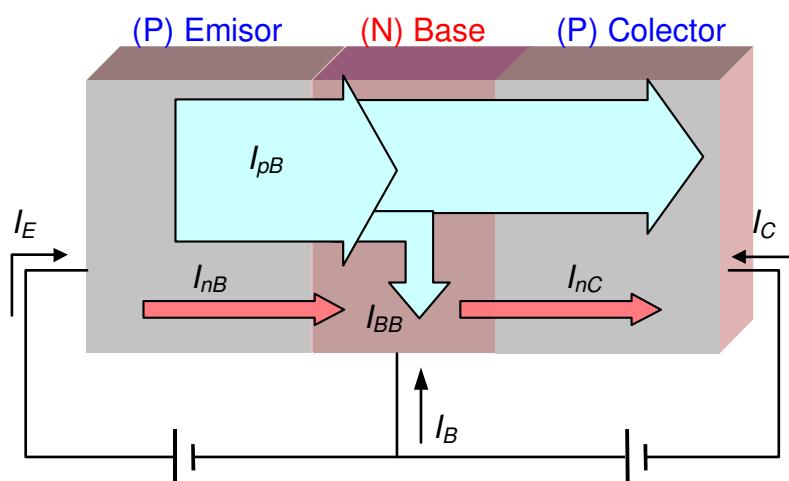 (P) Emisor (N) Base (P) Colector
IpB
IE
IC
InB
InC
IBB
IB